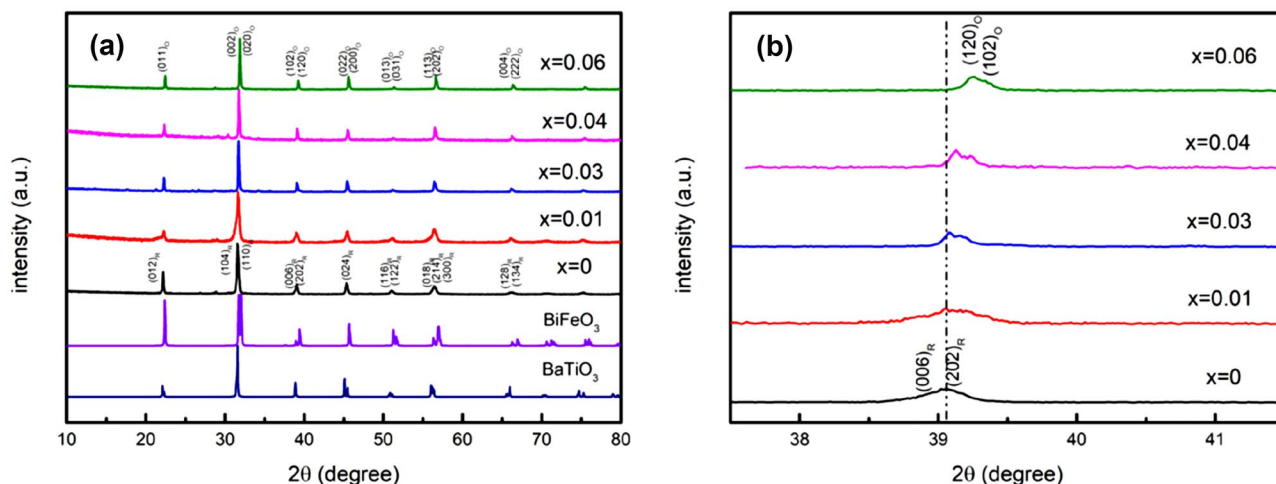 (a)
(011)O
(002)O
(020)O
(102)O
(120)O
(022)O
(200)O
(013)O
(031)O
(113)O
(202)O
(004)O
(222)O
x=0.06
x=0.04
x=0.03
x=0.01
x=0
(012)R
(104)R
(110)
(006)R
(202)R
(024)R
(116)R
(122)R
(018)R
(214)R
(300)R
(128)R
(134)R
BiFeO3
BaTiO3
intensity (a.u.)
10 20 30 40 50 60 70 80
2θ (degree)
(b)
(120)O
(102)O
x=0.06
x=0.04
x=0.03
x=0.01
(006)R
(202)R
x=0
intensity (a.u.)
38 39 40 41
2θ (degree)